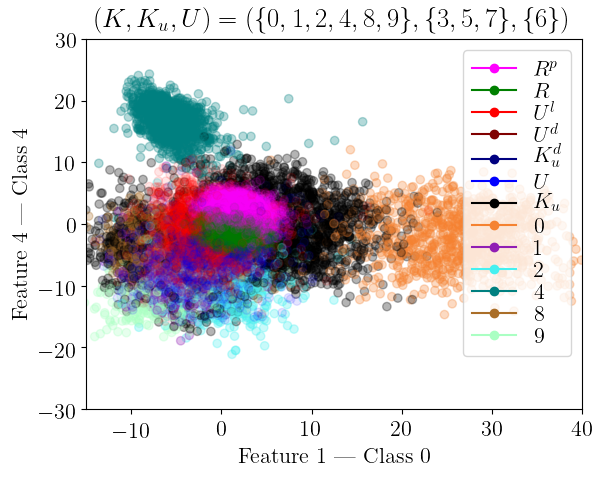 (K, K_u, U) = ({0, 1, 2, 4, 8, 9}, {3, 5, 7}, {6})
Feature 4 — Class 4
30
20
10
0
−10
−20
−30
−10
0
10
20
30
40
Feature 1 — Class 0
R^p
R
U^l
U^d
K_u^d
U
K_u
0
1
2
4
8
9